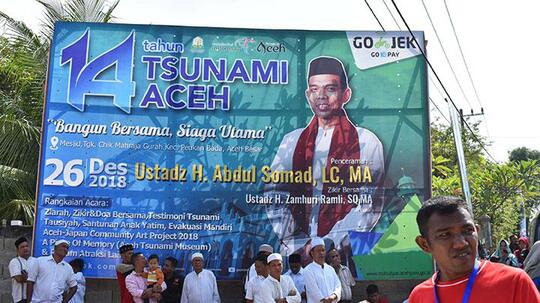 14 tahun
TSUNAMI
ACEH
Aceh
GOJEK
GO PAY
"Bangun Bersama, Siaga Utama"
Mesjid, Tgk. Chik Mahraja Gurah, Kec. Peukan Bada, Aceh Besar
26 Des
2018
Penceramah :
Ustadz H. Abdul Somad, LC, MA
Zikir Bersama :
Ustadz H. Zamhuri Ramli, SQ, MA
Rangkaian Acara:
Ziarah, Zikir&Doa Bersama, Testimoni Tsunami
Tausiyah, Santunan Anak Yatim, Evakuasi Mandiri
Aceh-Japan Community Art Project 2018
A Piece Of Memory (Aceh Tsunami Museum)